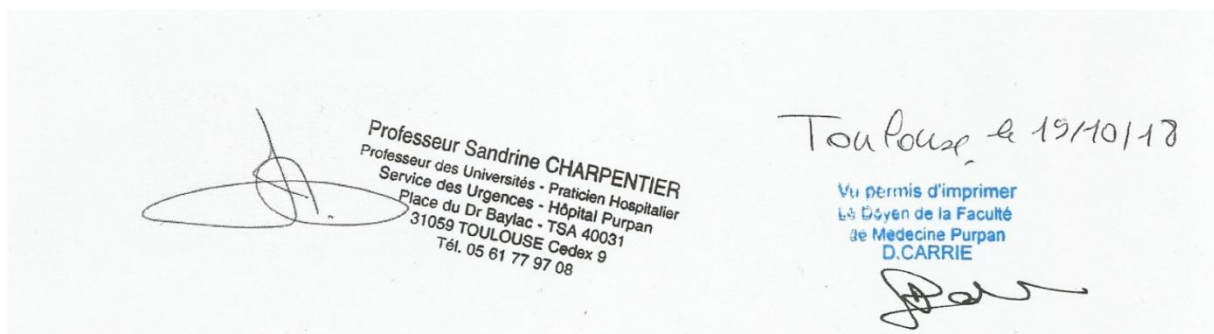 Professeur Sandrine CHARPENTIER
Professeur des Universités - Praticien Hospitalier
Service des Urgences - Hôpital Purpan
Place du Dr Baylac - TSA 40031
31059 TOULOUSE Cedex 9
Tél. 05 61 77 97 08
Toulouse, le 19/10/18
Vu permis d'imprimer
Le Doyen de la Faculté
de Medecine Purpan
D.CARRIE